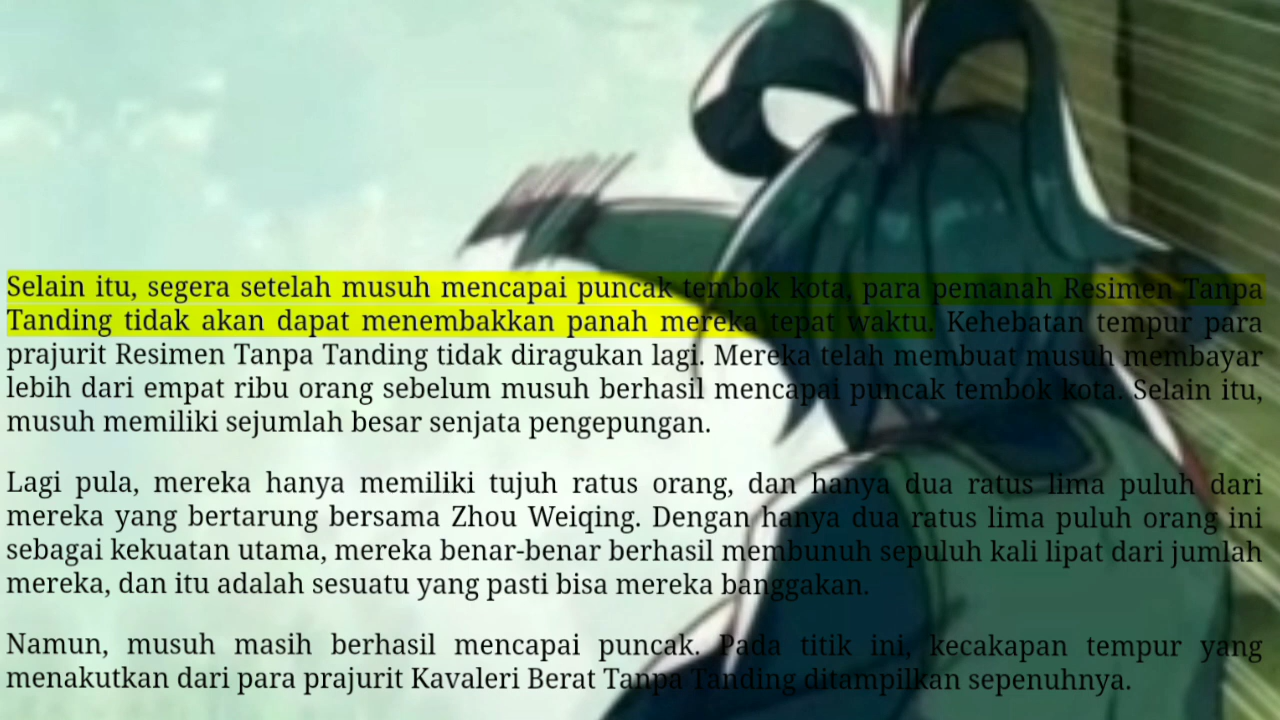 Selain itu, segera setelah musuh mencapai puncak tembok kota, para pemanah Resimen Tanpa
Tanding tidak akan dapat menembakkan panah mereka tepat waktu. Kehebatan tempur para
prajurit Resimen Tanpa Tanding tidak diragukan lagi. Mereka telah membuat musuh membayar
lebih dari empat ribu orang sebelum musuh berhasil mencapai puncak tembok kota. Selain itu,
musuh memiliki sejumlah besar senjata pengepungan.
Lagi pula, mereka hanya memiliki tujuh ratus orang, dan hanya dua ratus lima puluh dari
mereka yang bertarung bersama Zhou Weiqing. Dengan hanya dua ratus lima puluh orang ini
sebagai kekuatan utama, mereka benar-benar berhasil membunuh sepuluh kali lipat dari jumlah
mereka, dan itu adalah sesuatu yang pasti bisa mereka banggakan.
Namun, musuh masih berhasil mencapai puncak. Pada titik ini, kecakapan tempur yang
menakutkan dari para prajurit Kavaleri Berat Tanpa Tanding ditampilkan sepenuhnya.